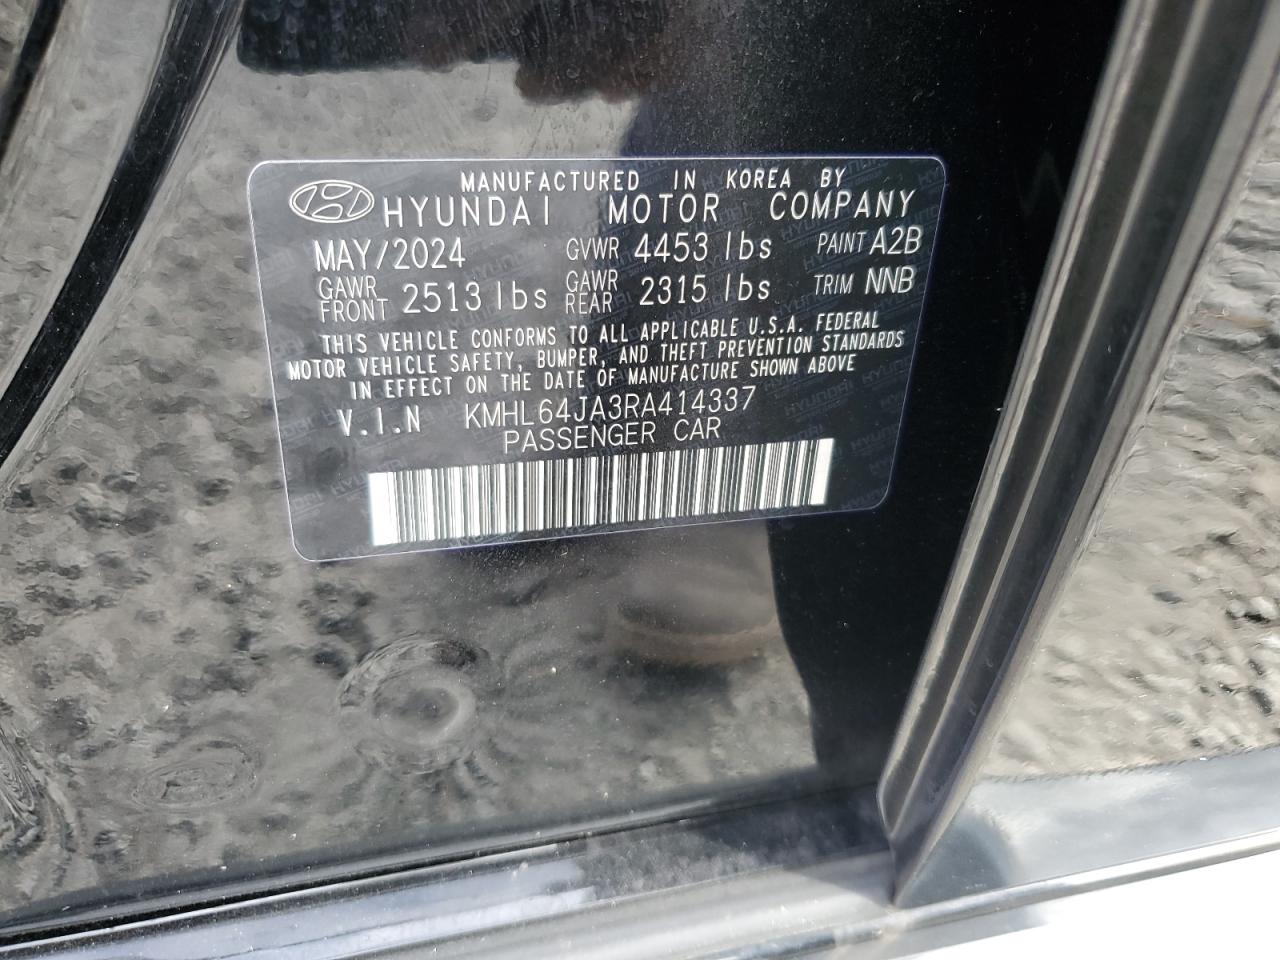 MANUFACTURED IN KOREA BY
HYUNDAI MOTOR COMPANY
MAY/2024 GVWR 4453 lbs PAINT A2B
GAWR FRONT 2513 lbs GAWR REAR 2315 lbs TRIM NNB
THIS VEHICLE CONFORMS TO ALL APPLICABLE U.S.A. FEDERAL
MOTOR VEHICLE SAFETY, BUMPER, AND THEFT PREVENTION STANDARDS
IN EFFECT ON THE DATE OF MANUFACTURE SHOWN ABOVE
V.I.N KMHL64JA3RA414337
PASSENGER CAR